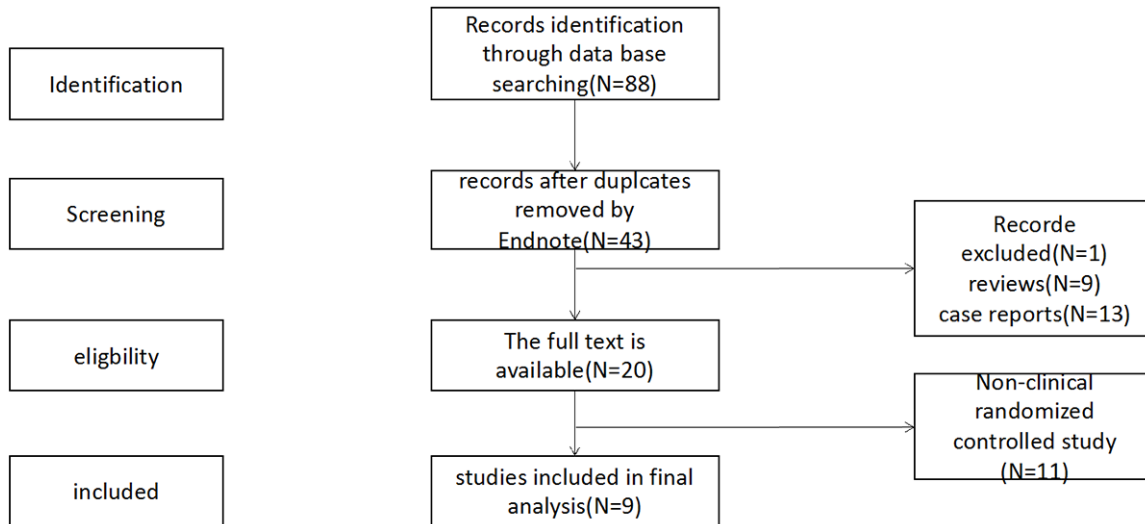 Records identification
through data base
searching(N=88)
Identification
records after duplcates
removed by
Endnote(N=43)
Screening
Recorde
excluded(N=1)
reviews(N=9)
case reports(N=13)
The full text is
available(N=20)
eligbility
Non-clinical
randomized
controlled study
(N=11)
studies included in final
analysis(N=9)
included